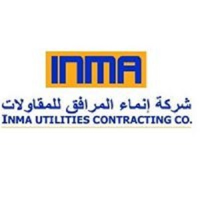 INMA
شركة إنماء المرافق للمقاولات
INMA UTILITIES CONTRACTING CO.